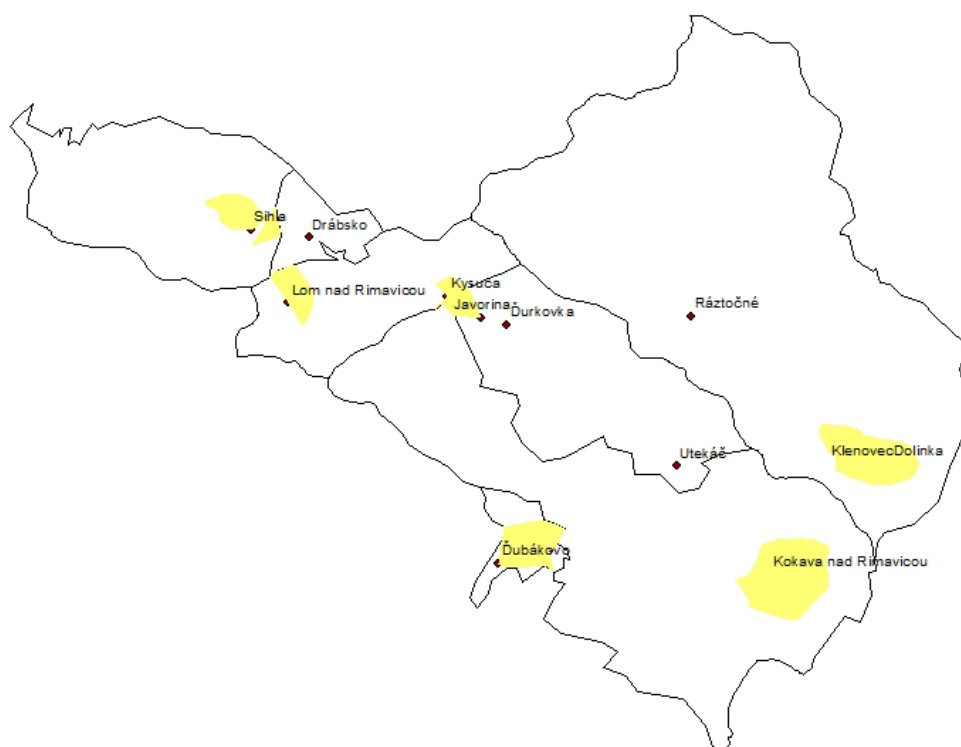 Sihla
Drábsko
Lom nad Rimavicou
Kysuca
Javorina
Ďurkovka
Ráztočné
KlenovecDolinka
Utekáč
Ďubákovo
Kokava nad Rimavicou